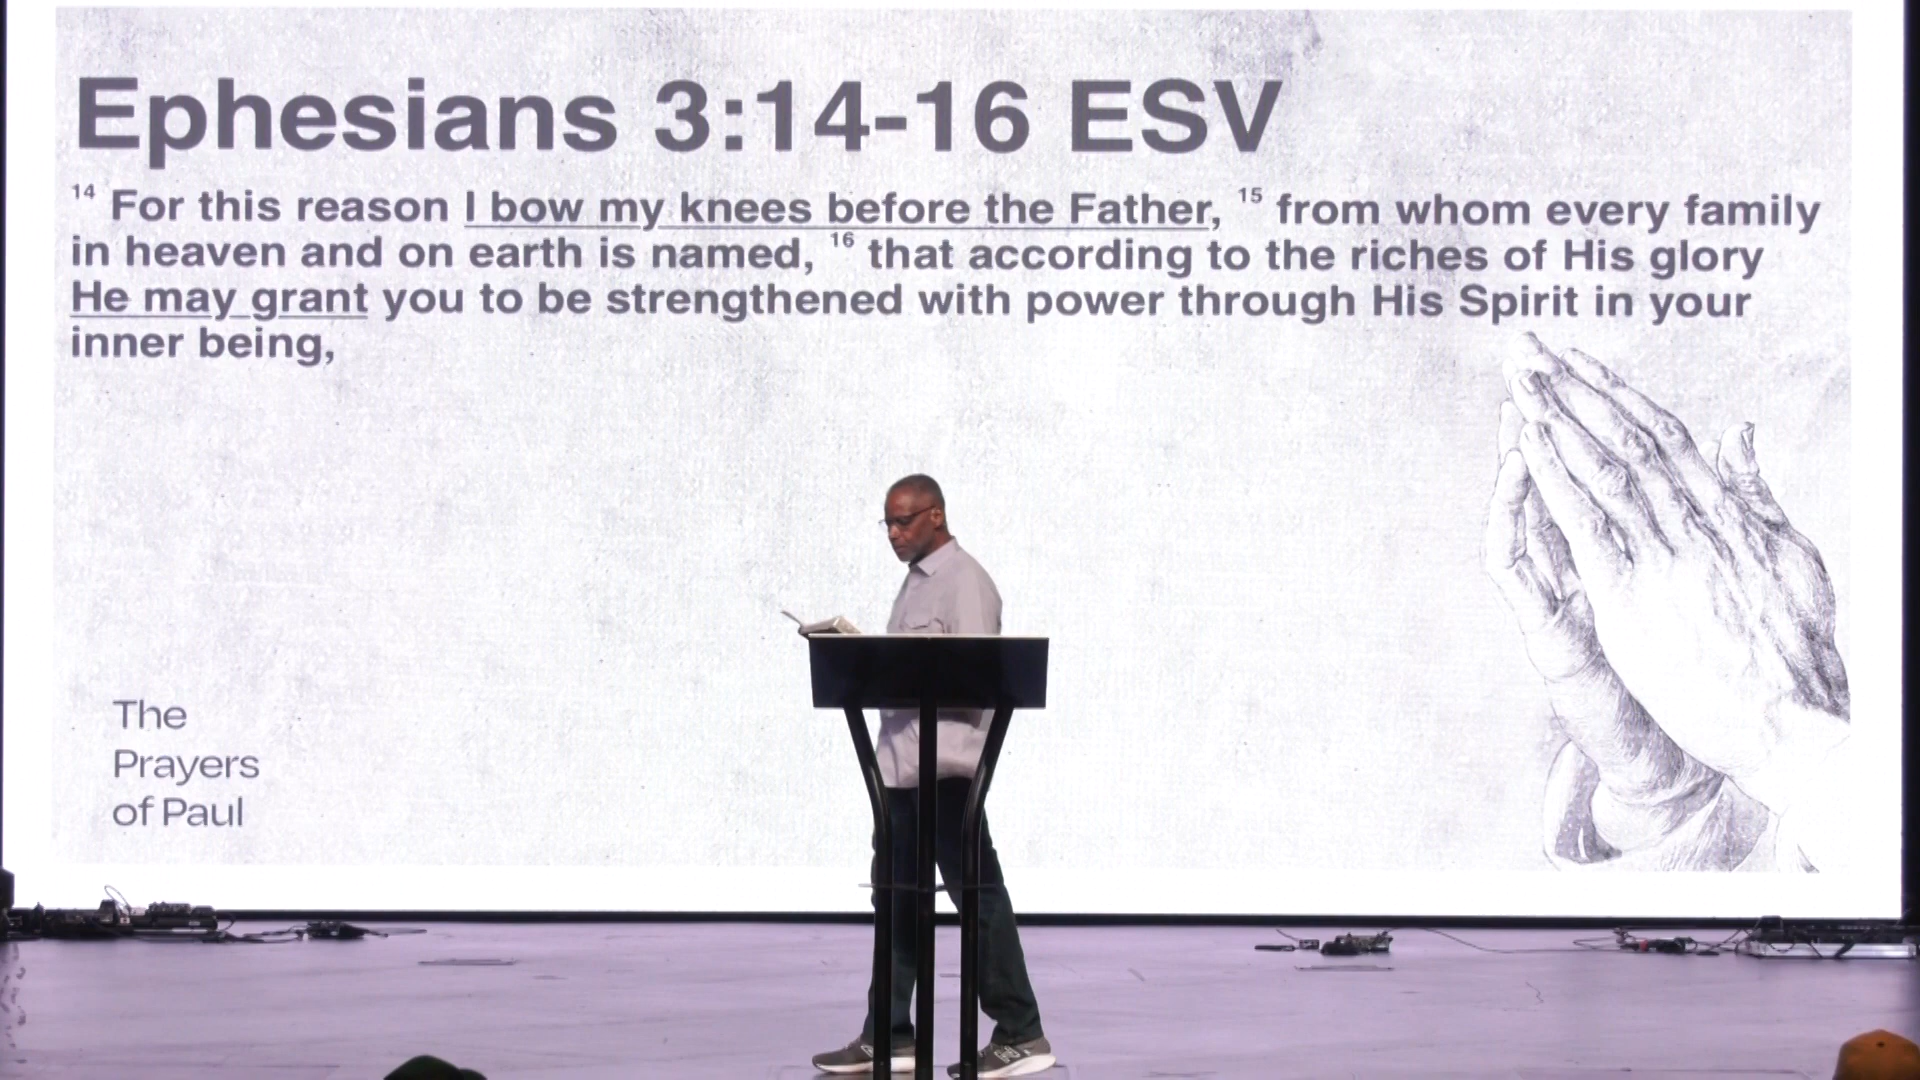 Ephesians 3:14-16 ESV
14 For this reason I bow my knees before the Father, 15 from whom every family
in heaven and on earth is named, 16 that according to the riches of His glory
He may grant you to be strengthened with power through His Spirit in your
inner being,
The
Prayers
of Paul